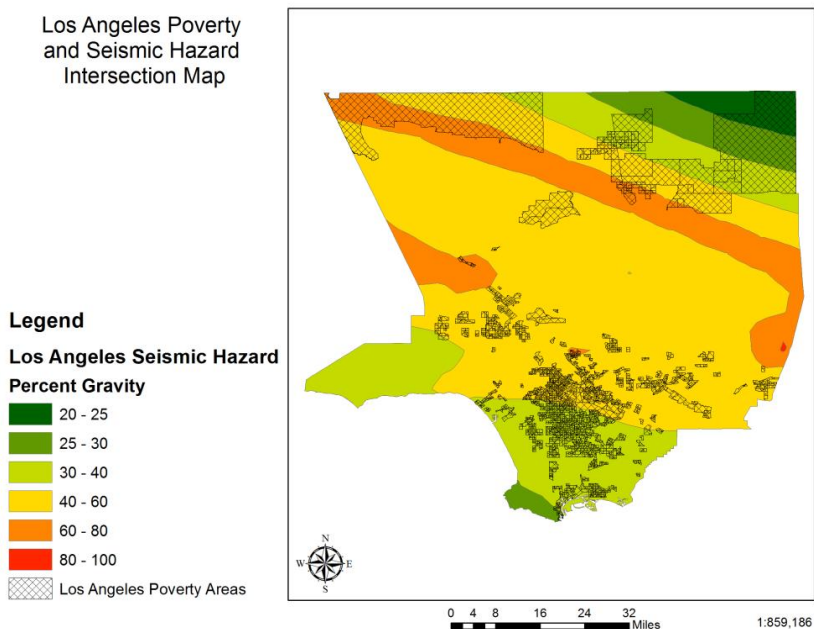 Los Angeles Poverty
and Seismic Hazard
Intersection Map
Legend
Los Angeles Seismic Hazard
Percent Gravity
20 - 25
25 - 30
30 - 40
40 - 60
60 - 80
80 - 100
Los Angeles Poverty Areas
N
W E
S
0 4 8 16 24 32
Miles
1:859,186